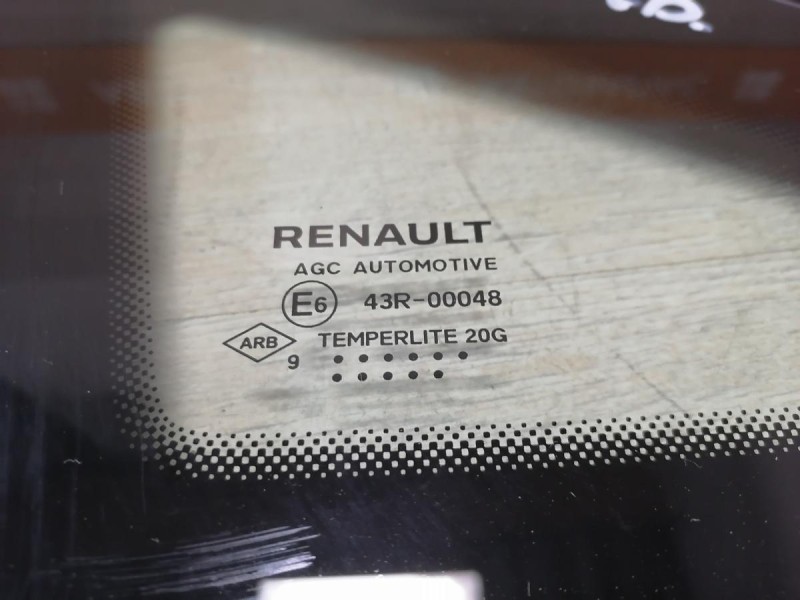 RENAULT
AGC AUTOMOTIVE
E6 43R-00048
ARB TEMPERLITE 20G
9